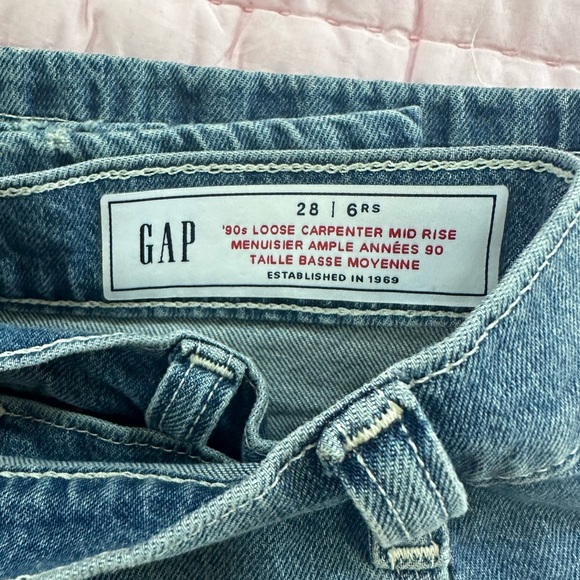 GAP
28 | 6RS
'90s LOOSE CARPENTER MID RISE
MENUISIER AMPLE ANNÉES 90
TAILLE BASSE MOYENNE
ESTABLISHED IN 1969